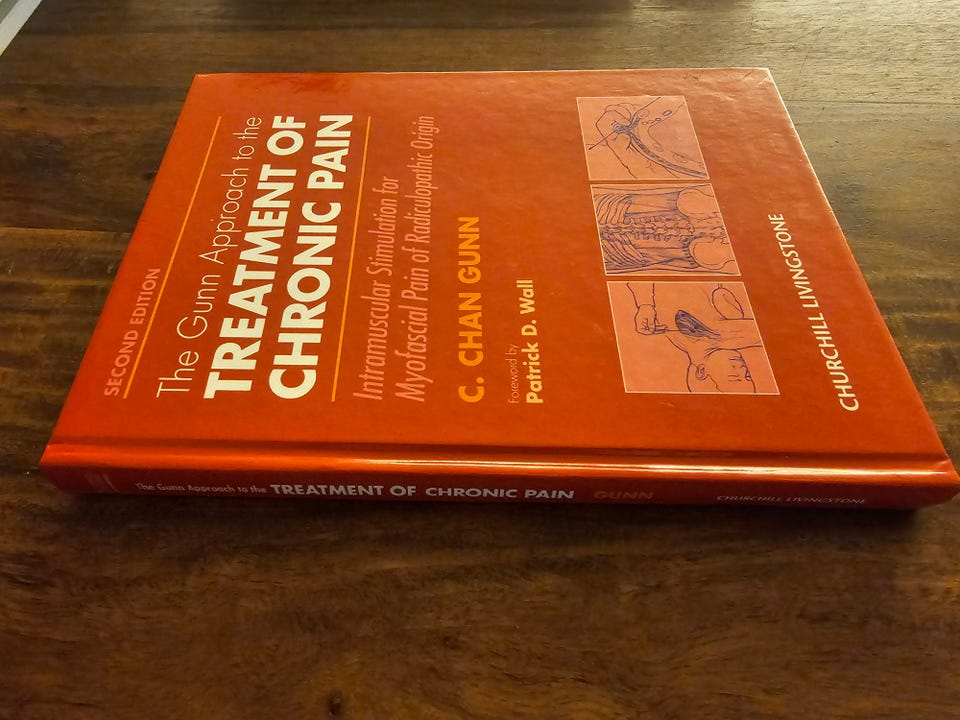 SECOND EDITION
The Gunn Approach to the
TREATMENT OF
CHRONIC PAIN
Intramuscular Stimulation for
Myofascial Pain of Radiculopathic Origin
C. CHAN GUNN
Foreword by
Patrick D. Wall
CHURCHILL LIVINGSTONE
The Gunn Approach to the TREATMENT OF CHRONIC PAIN GUNN CHURCHILL LIVINGSTONE